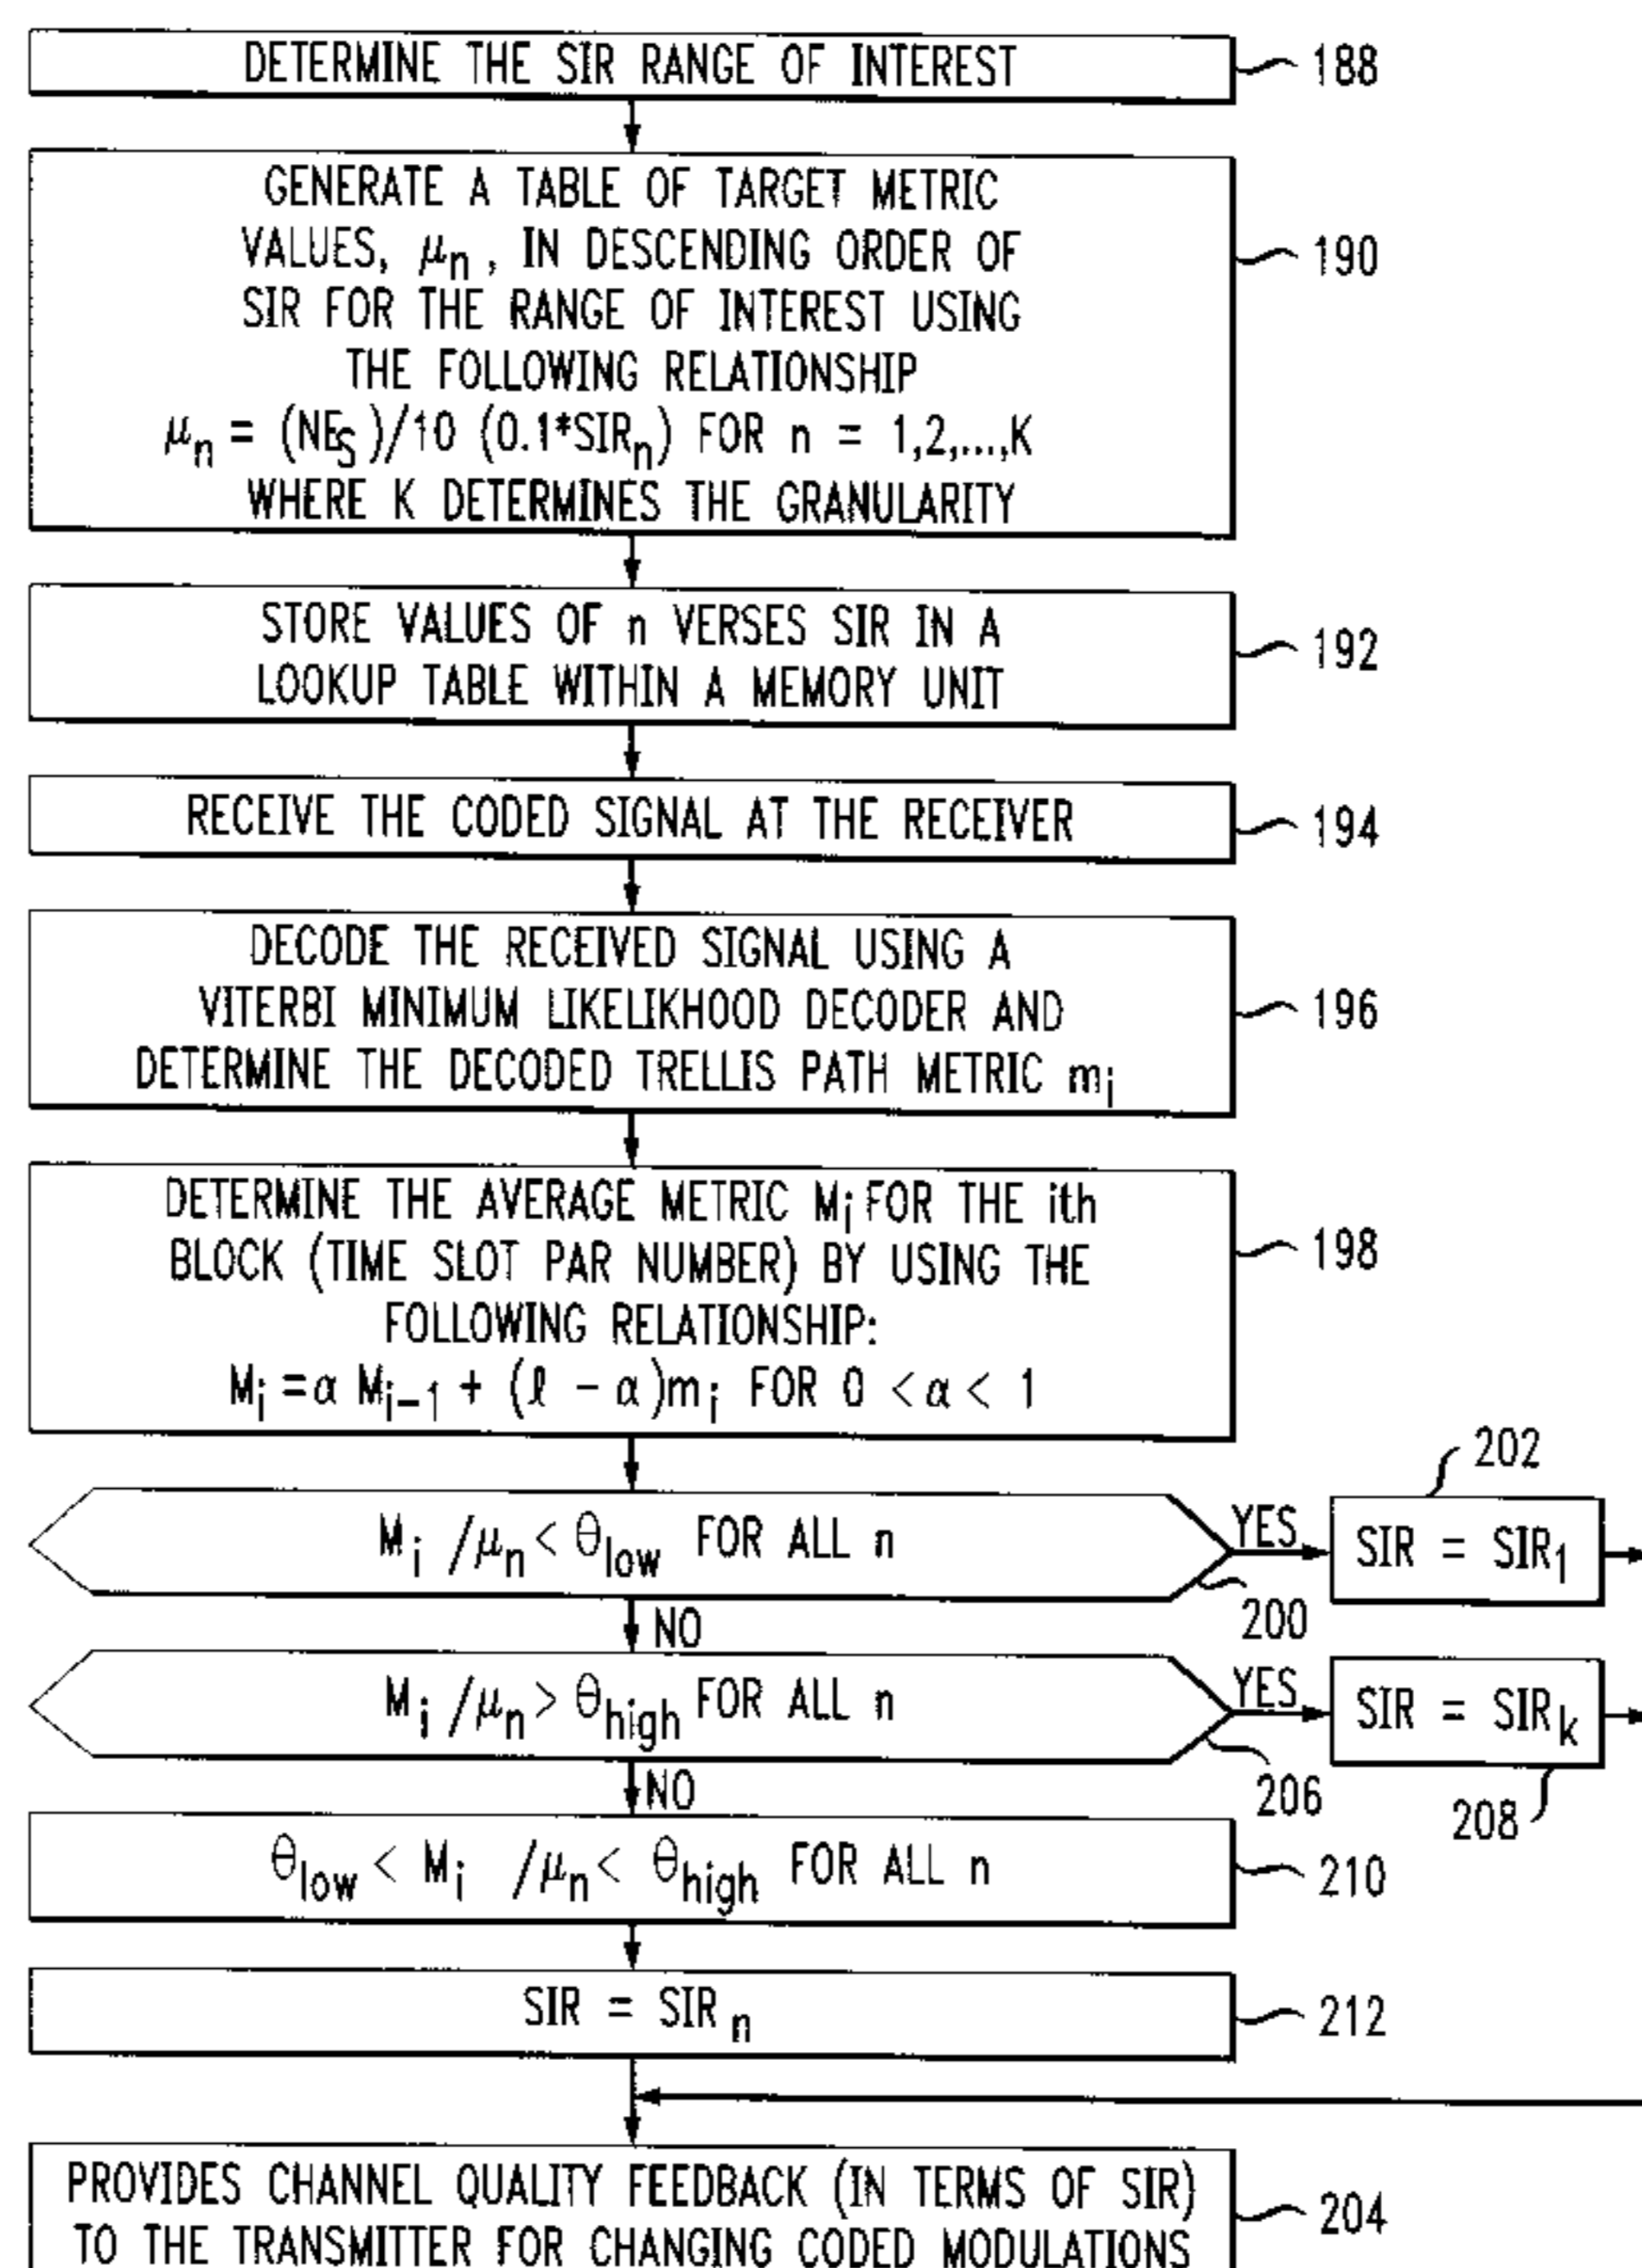 DETERMINE THE SIR RANGE OF INTEREST
188
GENERATE A TABLE OF TARGET METRIC
VALUES, μn , IN DESCENDING ORDER OF
SIR FOR THE RANGE OF INTEREST USING
THE FOLLOWING RELATIONSHIP
μn = (NES)/10 (0.1*SIRn) FOR n = 1,2,...,K
WHERE K DETERMINES THE GRANULARITY
190
STORE VALUES OF n VERSES SIR IN A
LOOKUP TABLE WITHIN A MEMORY UNIT
192
RECEIVE THE CODED SIGNAL AT THE RECEIVER
194
DECODE THE RECEIVED SIGNAL USING A
VITERBI MINIMUM LIKELIKHOOD DECODER AND
DETERMINE THE DECODED TRELLIS PATH METRIC mi
196
DETERMINE THE AVERAGE METRIC Mi FOR THE ith
BLOCK (TIME SLOT PAR NUMBER) BY USING THE
FOLLOWING RELATIONSHIP:
Mi = α Mi-1 + (ℓ - α)mi FOR 0 < α < 1
198
Mi /μn < θlow FOR ALL n
YES
200
SIR = SIR1
202
NO
Mi /μn > θhigh FOR ALL n
YES
206
SIR = SIRk
208
NO
θlow < Mi /μn < θhigh FOR ALL n
210
SIR = SIR n
212
PROVIDES CHANNEL QUALITY FEEDBACK (IN TERMS OF SIR)
TO THE TRANSMITTER FOR CHANGING CODED MODULATIONS
204